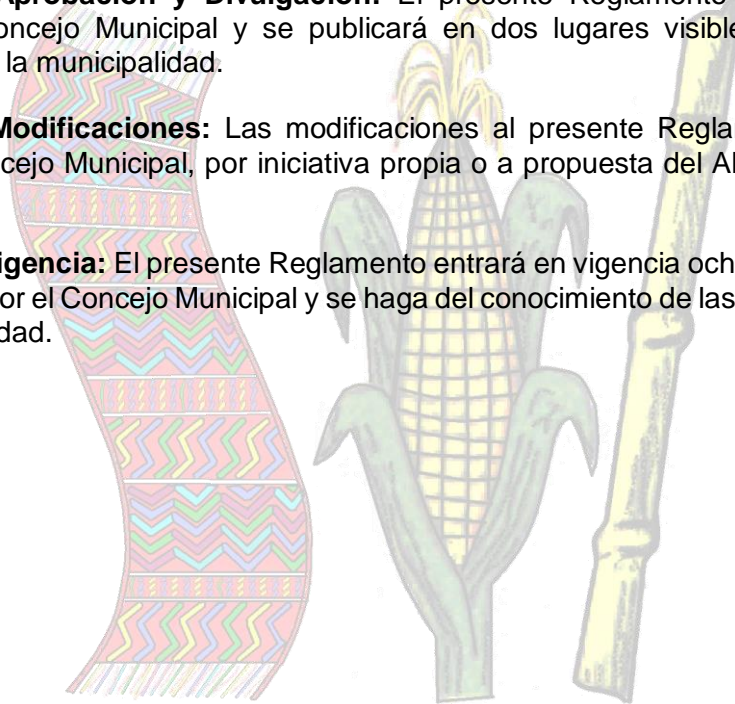 Aprobación y Divulgación: El presente Reglamento
oncejo Municipal y se publicará en dos lugares visible
la municipalidad.
Modificaciones: Las modificaciones al presente Regla
cejo Municipal, por iniciativa propia o a propuesta del Al
igencia: El presente Reglamento entrará en vigencia och
or el Concejo Municipal y se haga del conocimiento de las
dad.